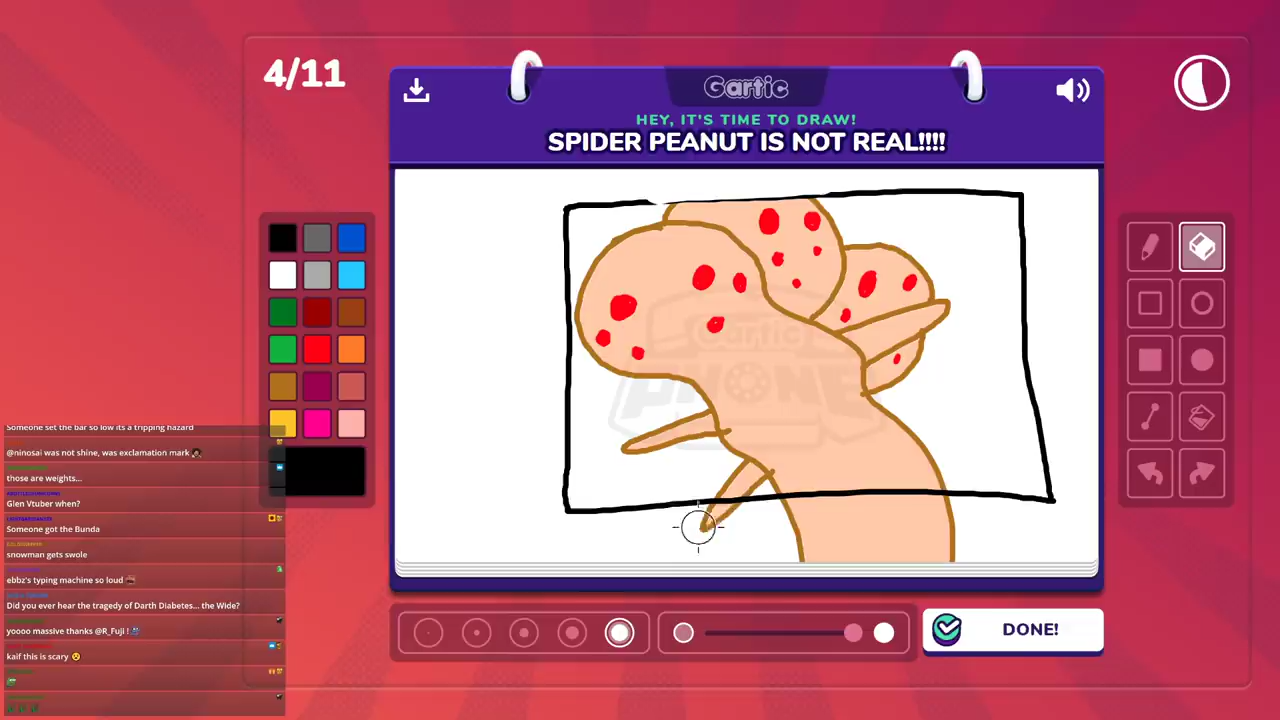 4/11
Gartic
HEY, IT'S TIME TO DRAW!
SPIDER PEANUT IS NOT REAL!!!!
Gartic
PHONE
Someone set the bar so low its a tripping hazard
@ninosai was not shine, was exclamation mark
those are weights...
Glen Vtuber when?
Someone got the Bunda
snowman gets swole
ebbz's typing machine so loud
Did you ever hear the tragedy of Darth Diabetes... the Wide?
yoooo massive thanks @R_Fuji !
kaif this is scary
DONE!